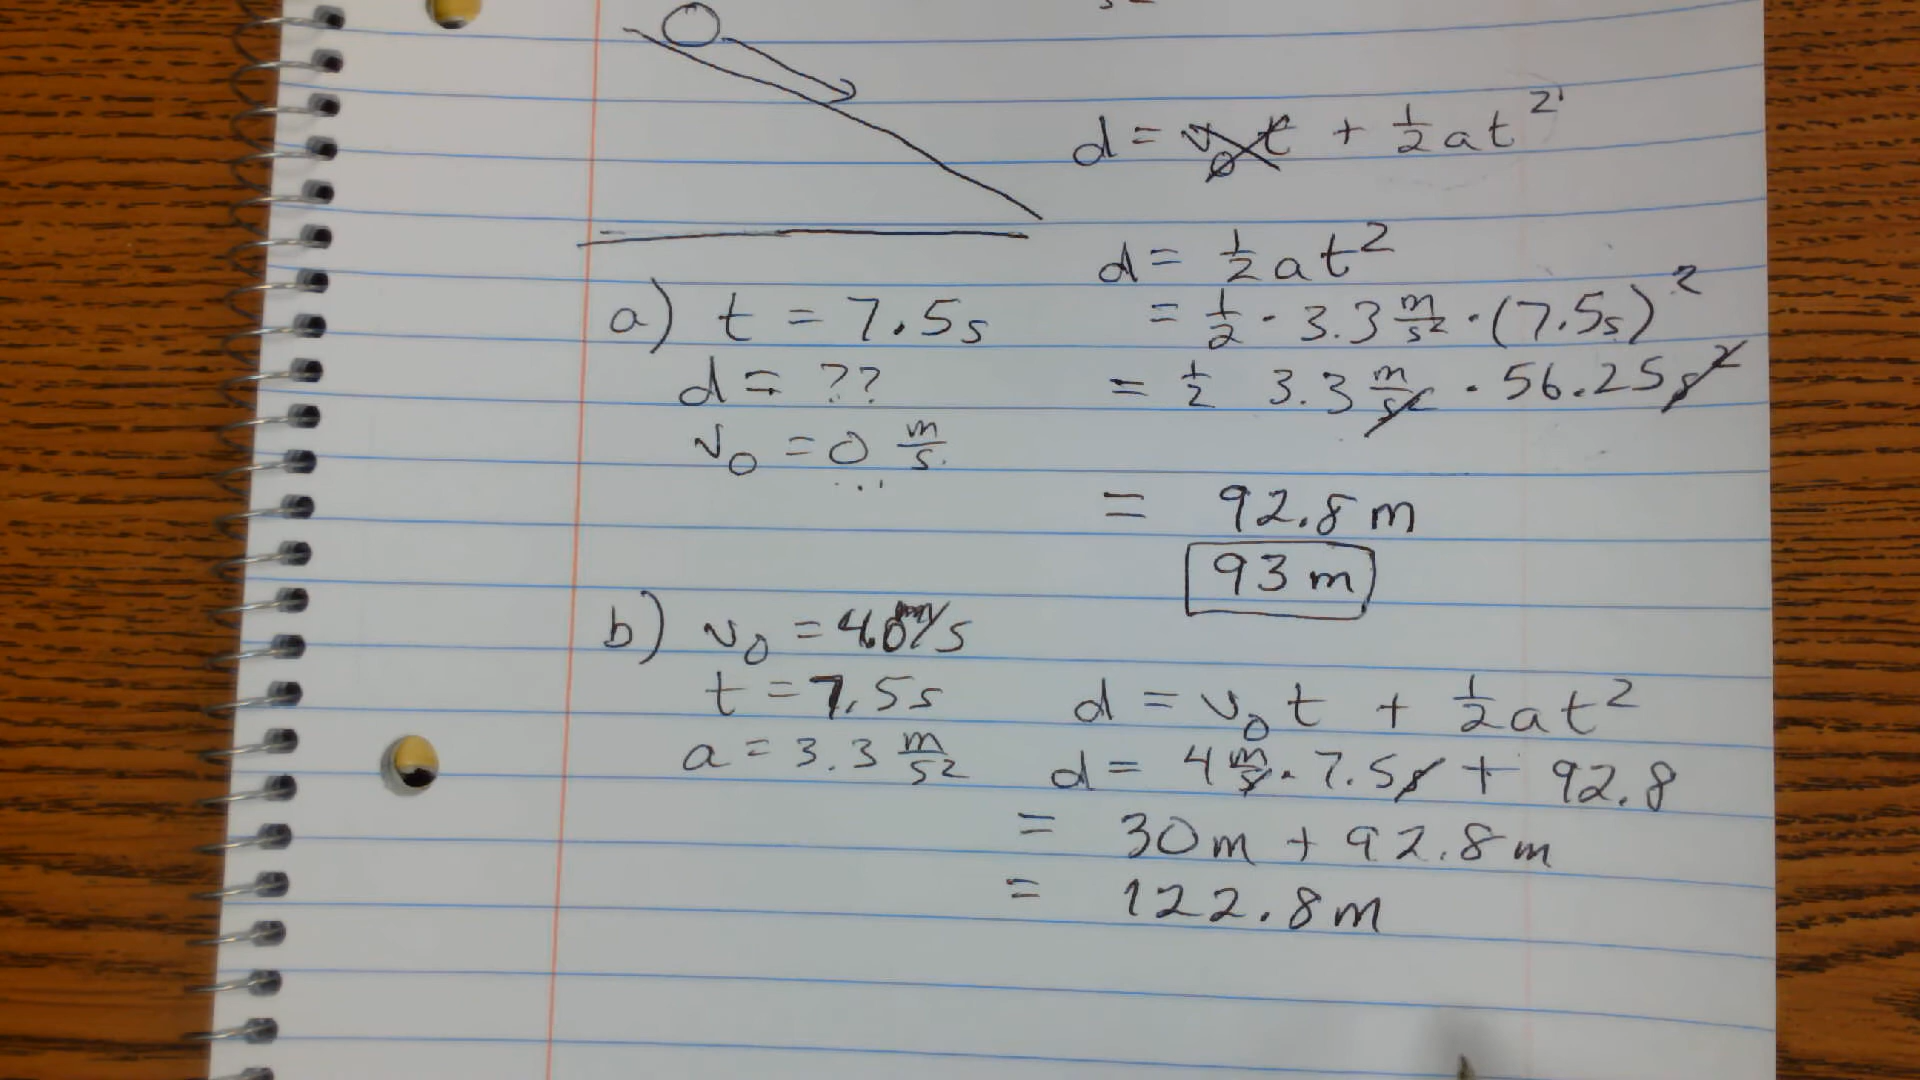 d = v₀t + ½at²
d = ½at²
a) t = 7.5s
= ½ · 3.3 m/s² · (7.5s)²
d = ??
= ½ 3.3 m/s² · 56.25s²
v₀ = 0 m/s
= 92.8m
93m
b) v₀ = 4.0m/s
t = 7.5s
d = v₀t + ½at²
a = 3.3 m/s²
d = 4 m/s · 7.5s + 92.8
= 30m + 92.8m
= 122.8m